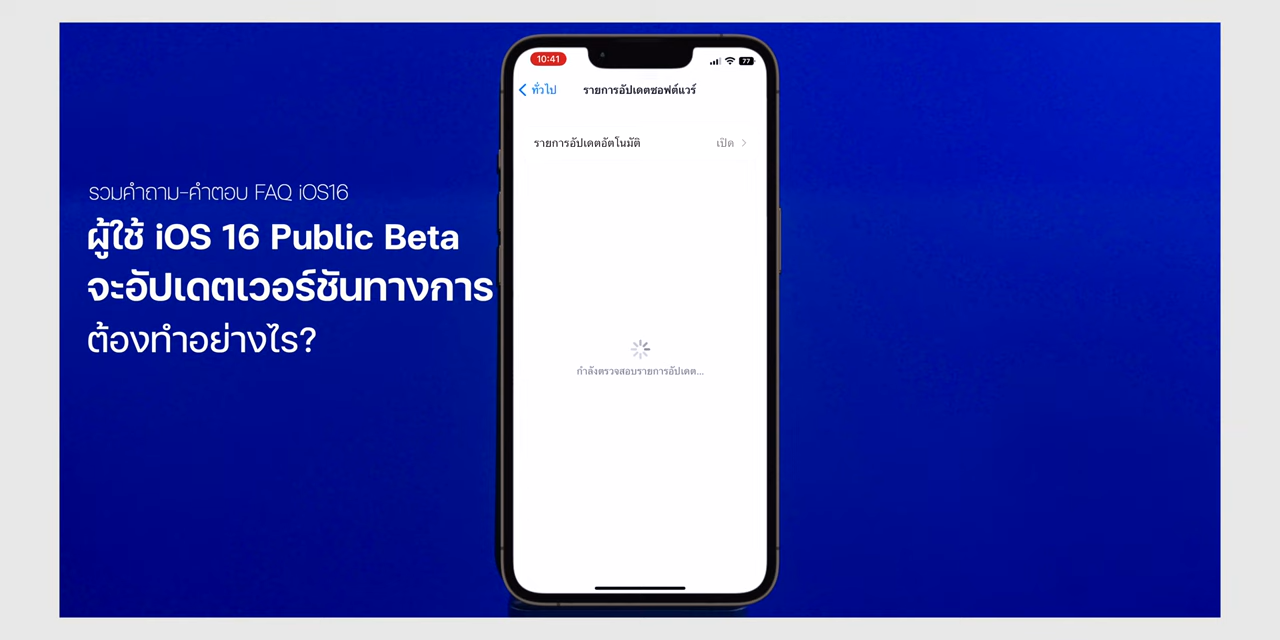 รวมคำถาม-คำตอบ FAQ iOS16
ผู้ใช้ iOS 16 Public Beta
จะอัปเดตเวอร์ชันทางการ
ต้องทำอย่างไร?
10:41
77
ทั่วไป
รายการอัปเดตซอฟต์แวร์
รายการอัปเดตอัตโนมัติ
เปิด
กำลังตรวจสอบรายการอัปเดต...